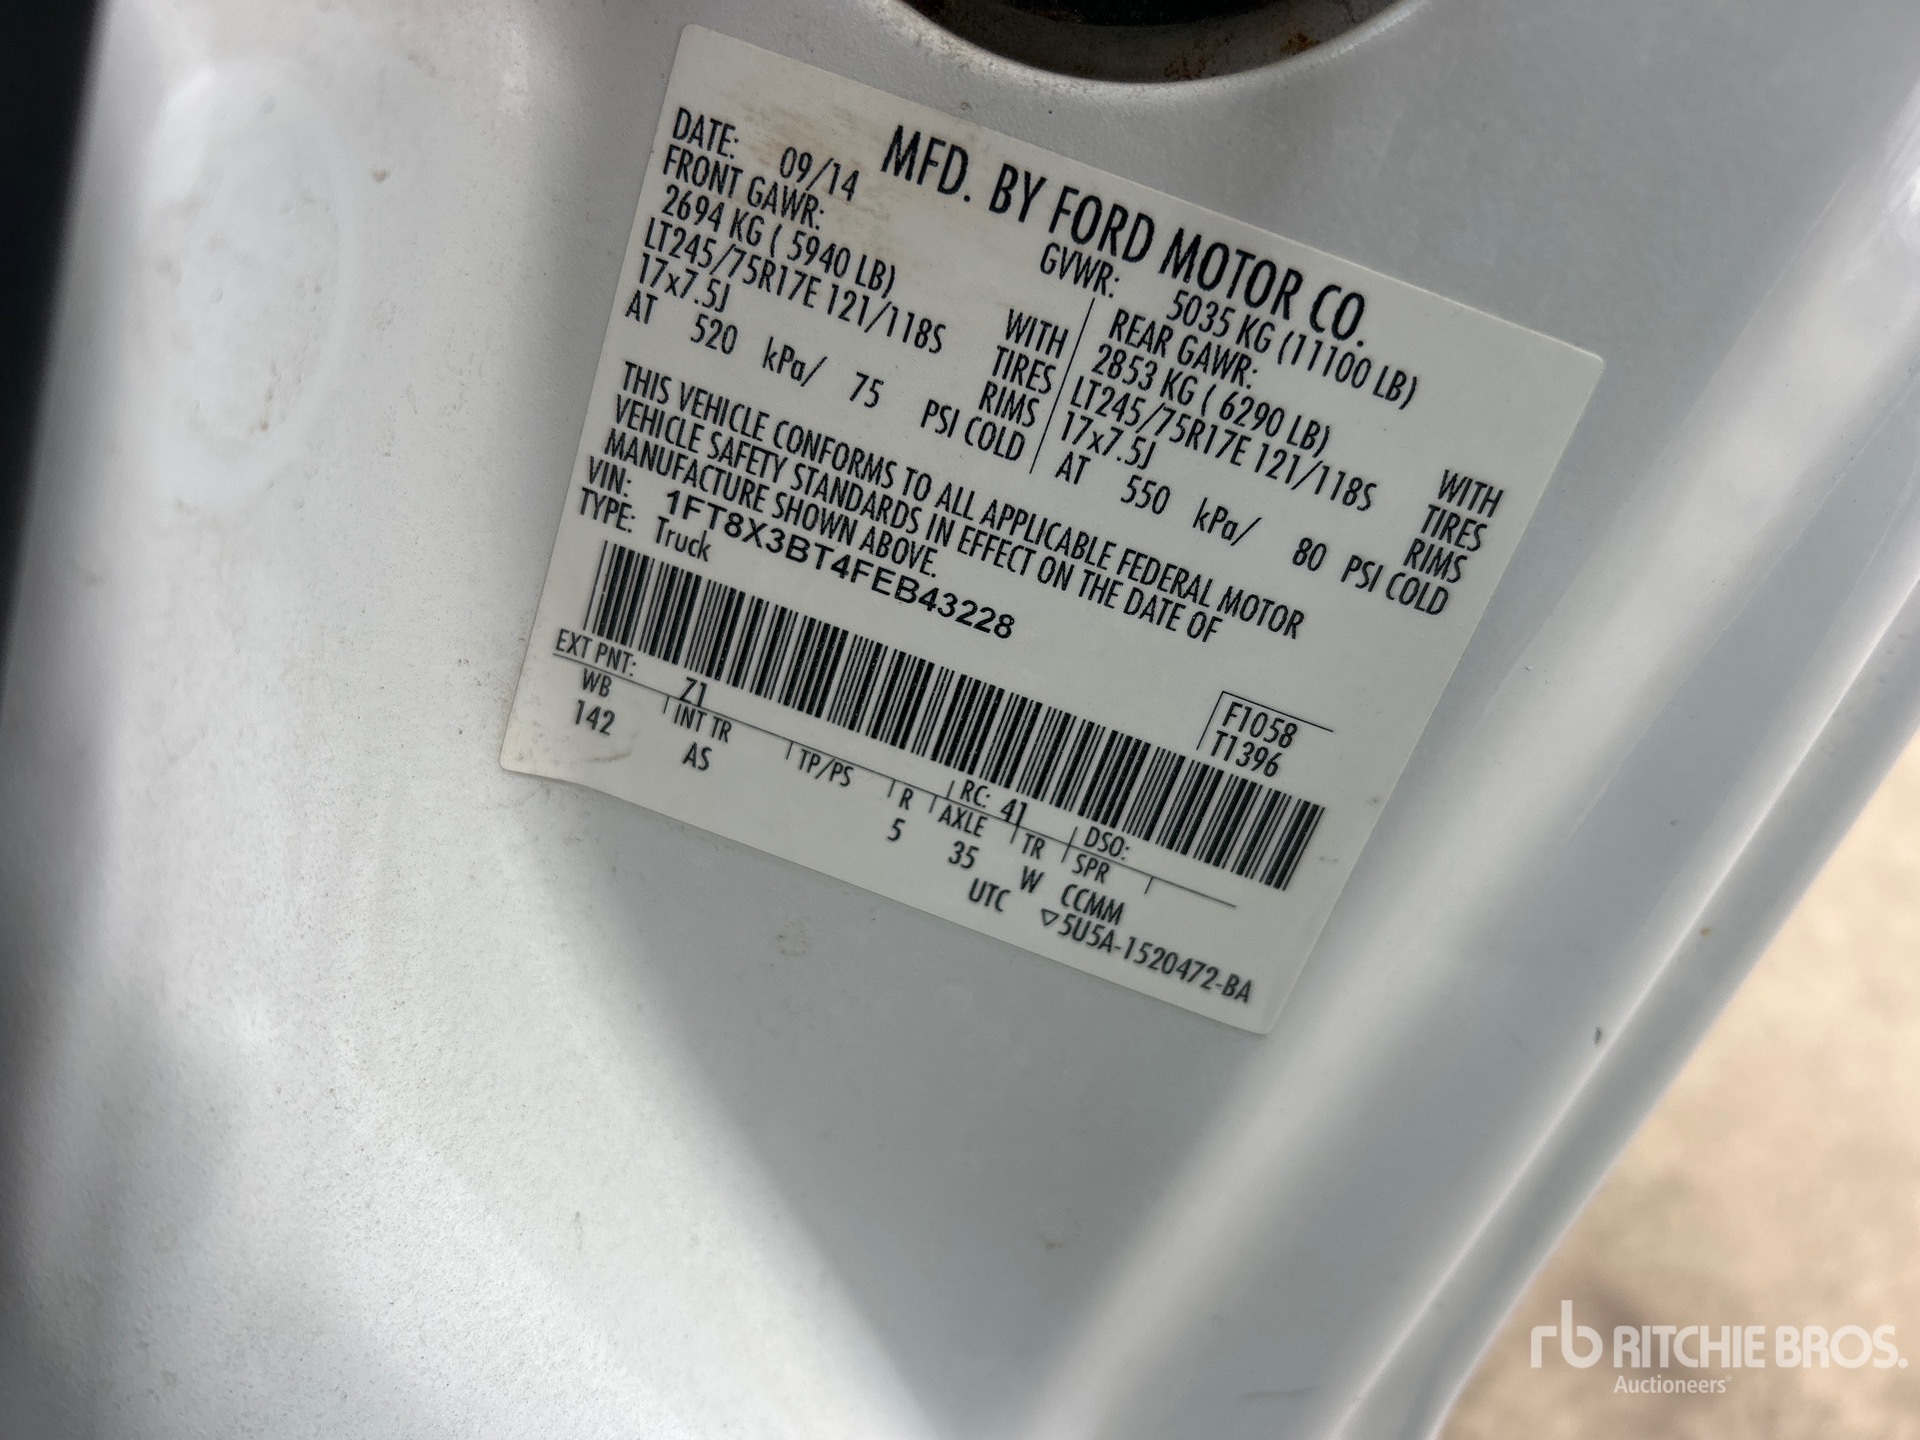 MFD. BY FORD MOTOR CO.
DATE: 09/14
GVWR: 5035 KG (11100 LB)
FRONT GAWR:
2694 KG ( 5940 LB)
WITH
LT245/75R17E 121/118S
TIRES
17x7.5J
RIMS
AT 520 kPa/ 75 PSI COLD
REAR GAWR:
2853 KG ( 6290 LB)
WITH
LT245/75R17E 121/118S
TIRES
17x7.5J
RIMS
AT 550 kPa/ 80 PSI COLD
THIS VEHICLE CONFORMS TO ALL APPLICABLE FEDERAL MOTOR
VEHICLE SAFETY STANDARDS IN EFFECT ON THE DATE OF
MANUFACTURE SHOWN ABOVE.
VIN: 1FT8X3BT4FEB43228
TYPE: Truck
F1058
T1396
EXT PNT: Z1
RC: 41
DSO:
WB
INT TR
TP/PS
R
AXLE
TR
SPR
142
AS
5
35
W
CCMM
UTC
▽5U5A-1520472-BA
rb RITCHIE BROS.
Auctioneers